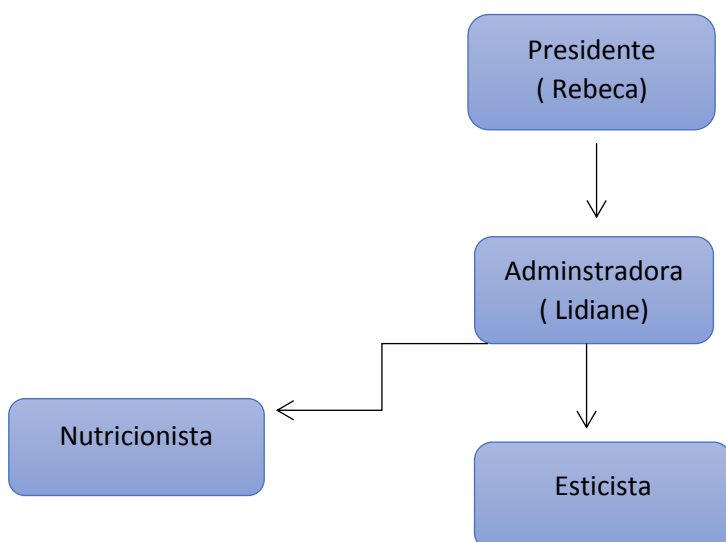 Presidente
( Rebeca)
Adminstradora
( Lidiane)
Nutricionista
Esticista